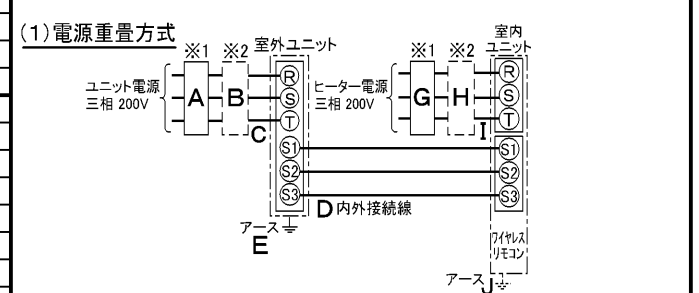 (1)電源重畳方式
※1 ※2 室外ユニット
ユニット電源
三相 200V
A B C
R
S
T
S1
S2
S3
アース
E
D 内外接続線
※1 ※2 室内
ユニット
ヒーター電源
三相 200V
G H I
R
S
T
S1
S2
S3
ワイヤレス
リモコン
アース J